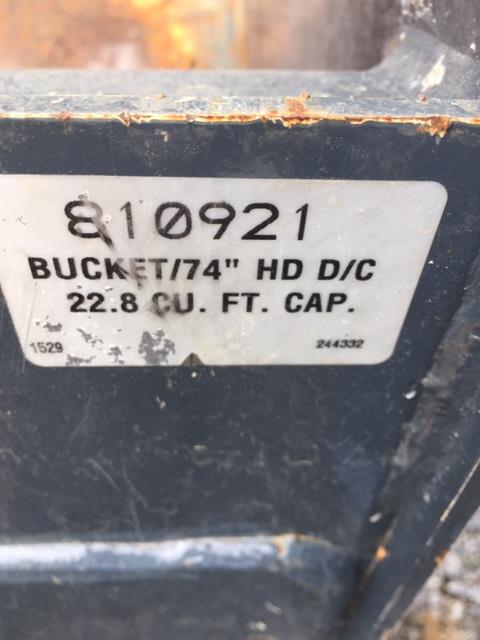 810921
BUCKET/74" HD D/C
22.8 CU. FT. CAP.
1529 244332